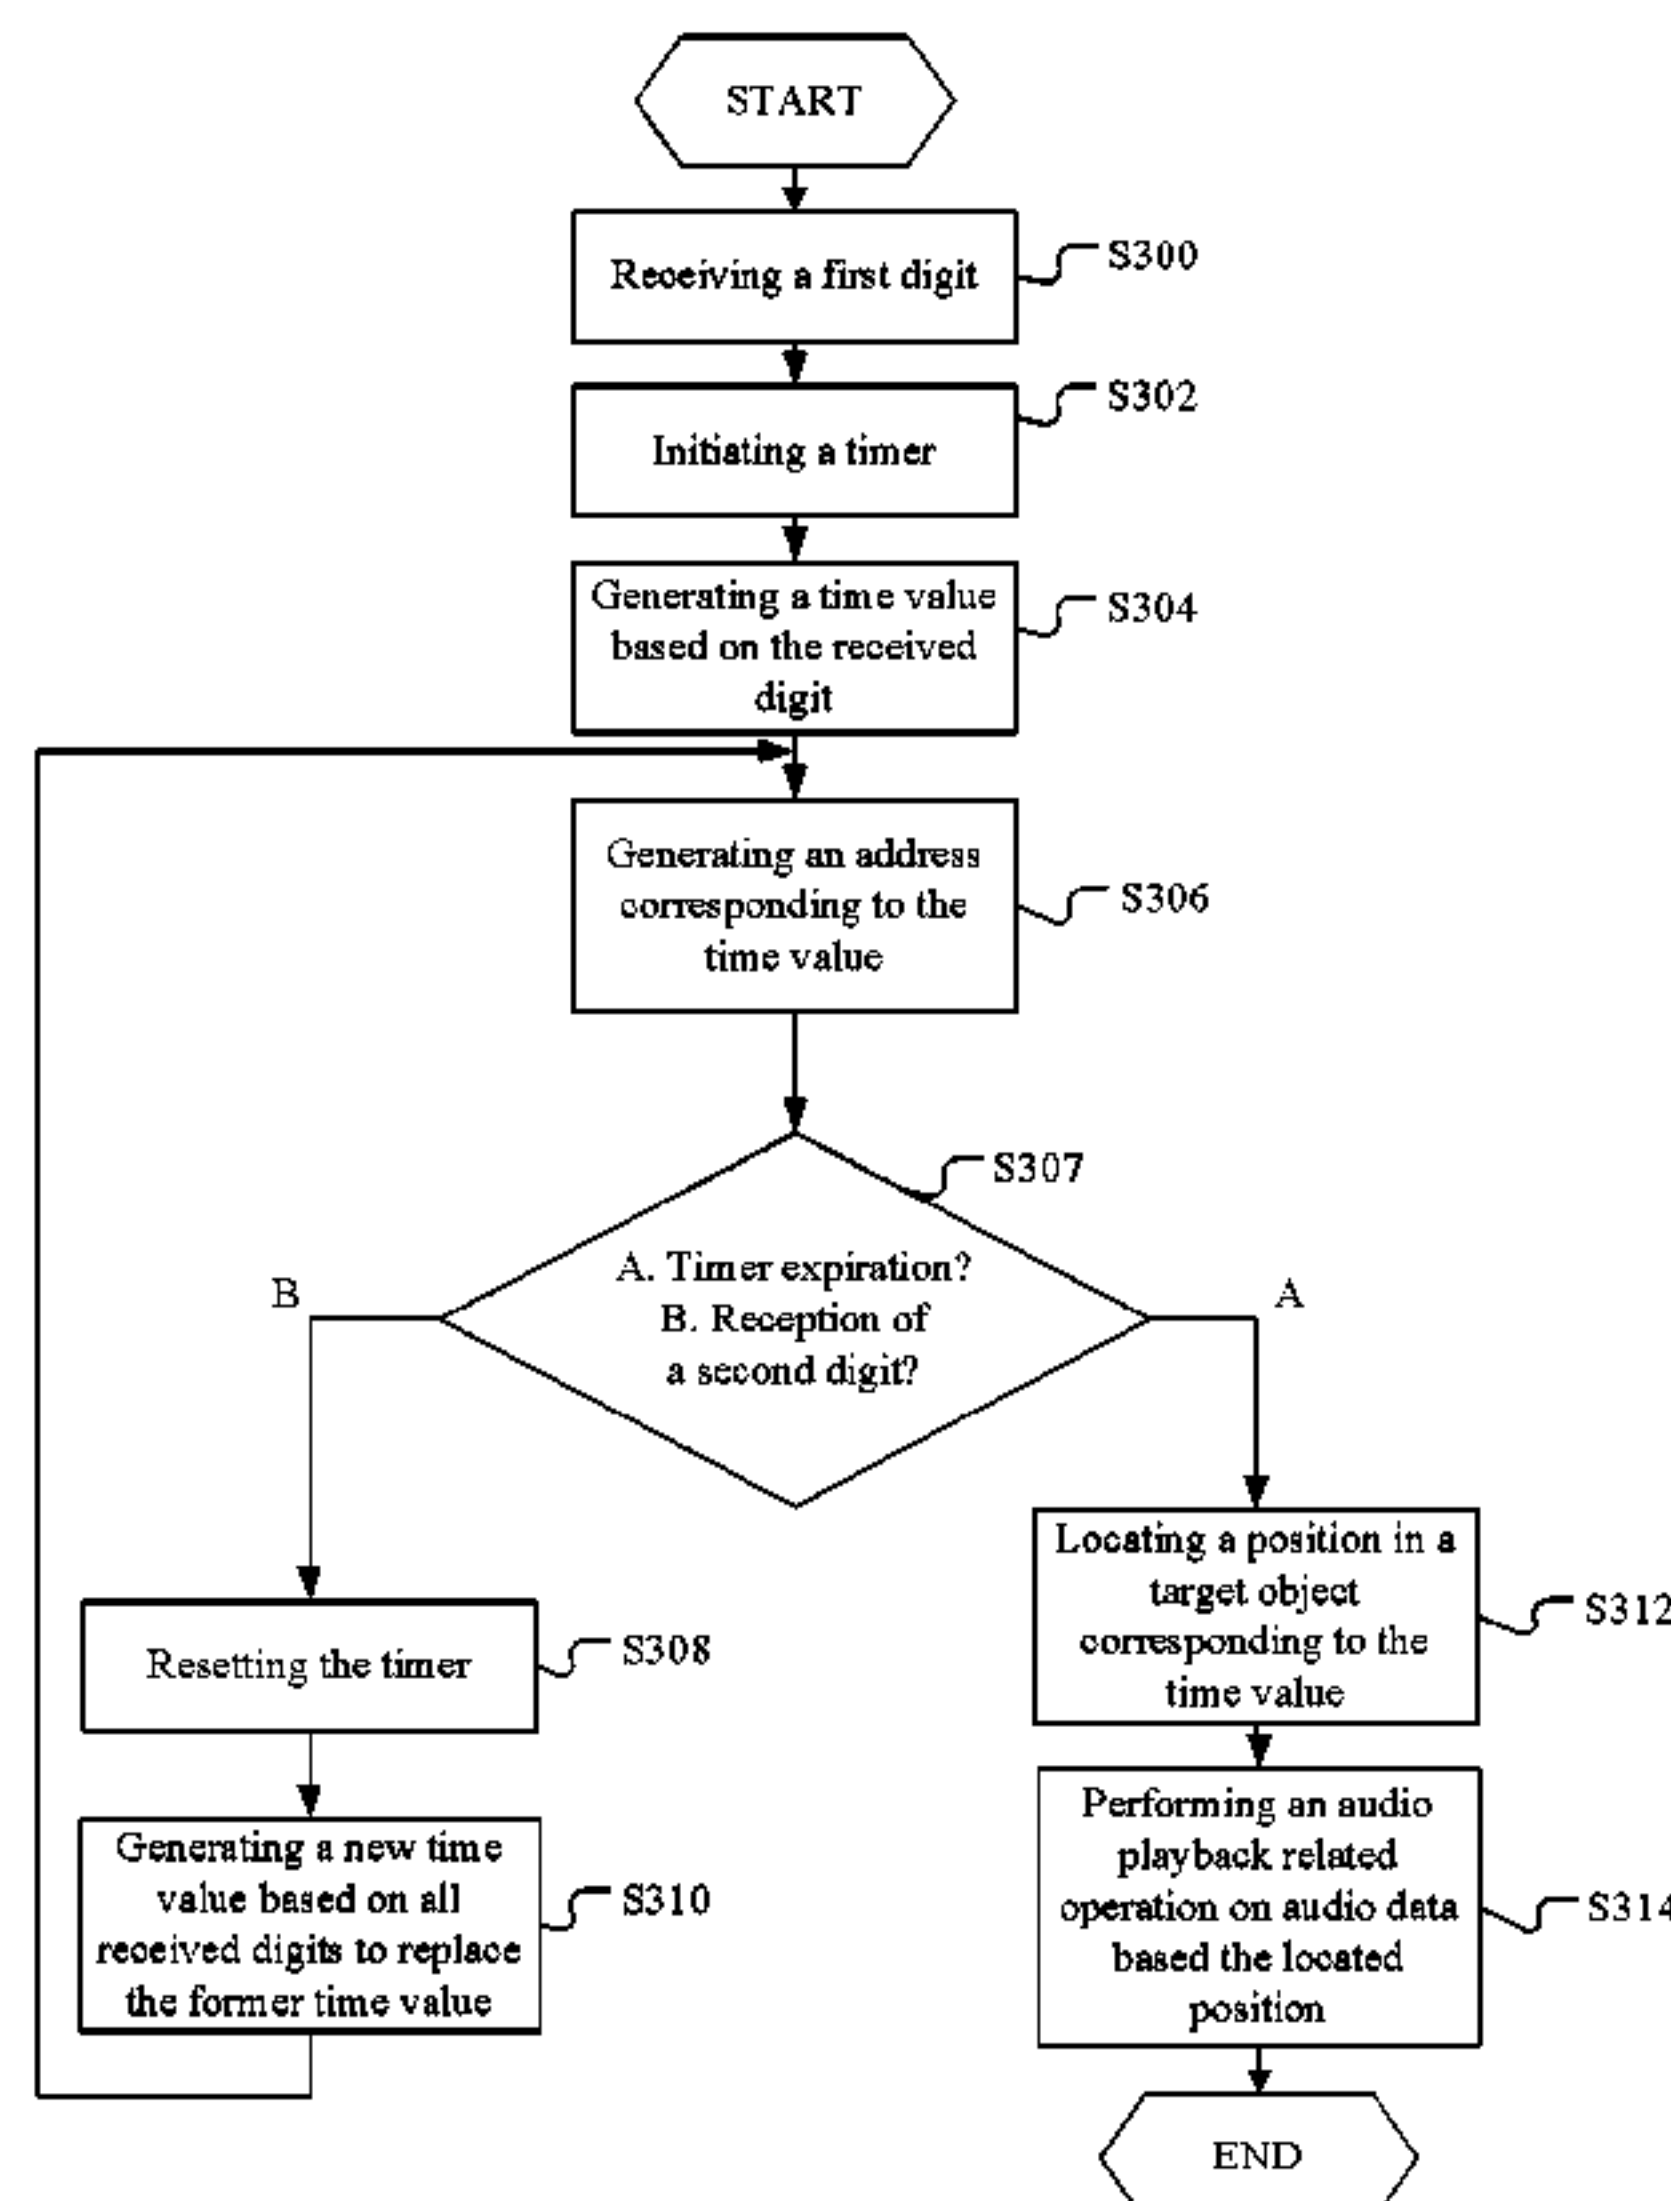 START
Receiving a first digit
S300
Initiating a timer
S302
Generating a time value
based on the received
digit
S304
Generating an address
corresponding to the
time value
S306
S307
A. Timer expiration?
B. Reception of
a second digit?
B
A
Resetting the timer
S308
Generating a new time
value based on all
received digits to replace
the former time value
S310
Locating a position in a
target object
corresponding to the
time value
S312
Performing an audio
playback related
operation on audio data
based the located
position
S314
END